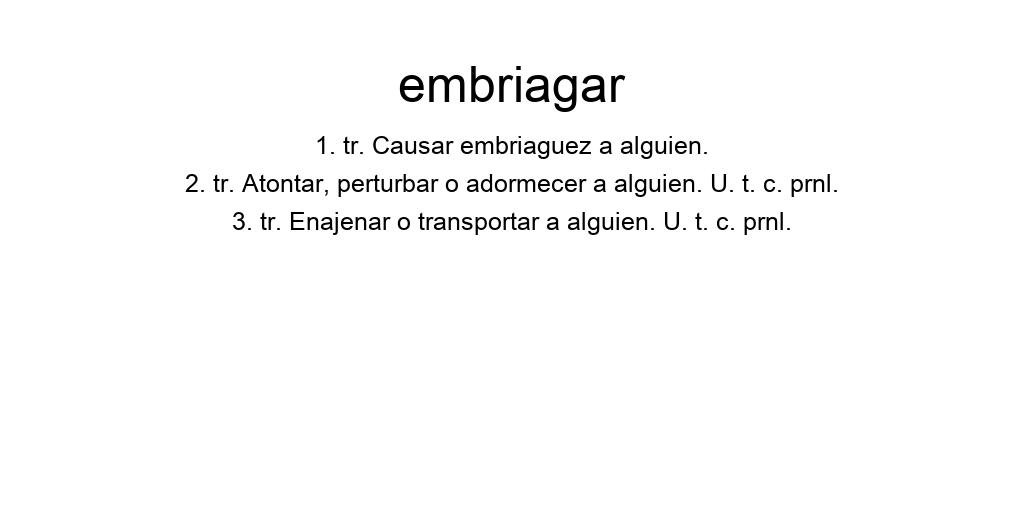 embriagar
1. tr. Causar embriaguez a alguien.
2. tr. Atontar, perturbar o adormecer a alguien. U. t. c. prnl.
3. tr. Enajenar o transportar a alguien. U. t. c. prnl.